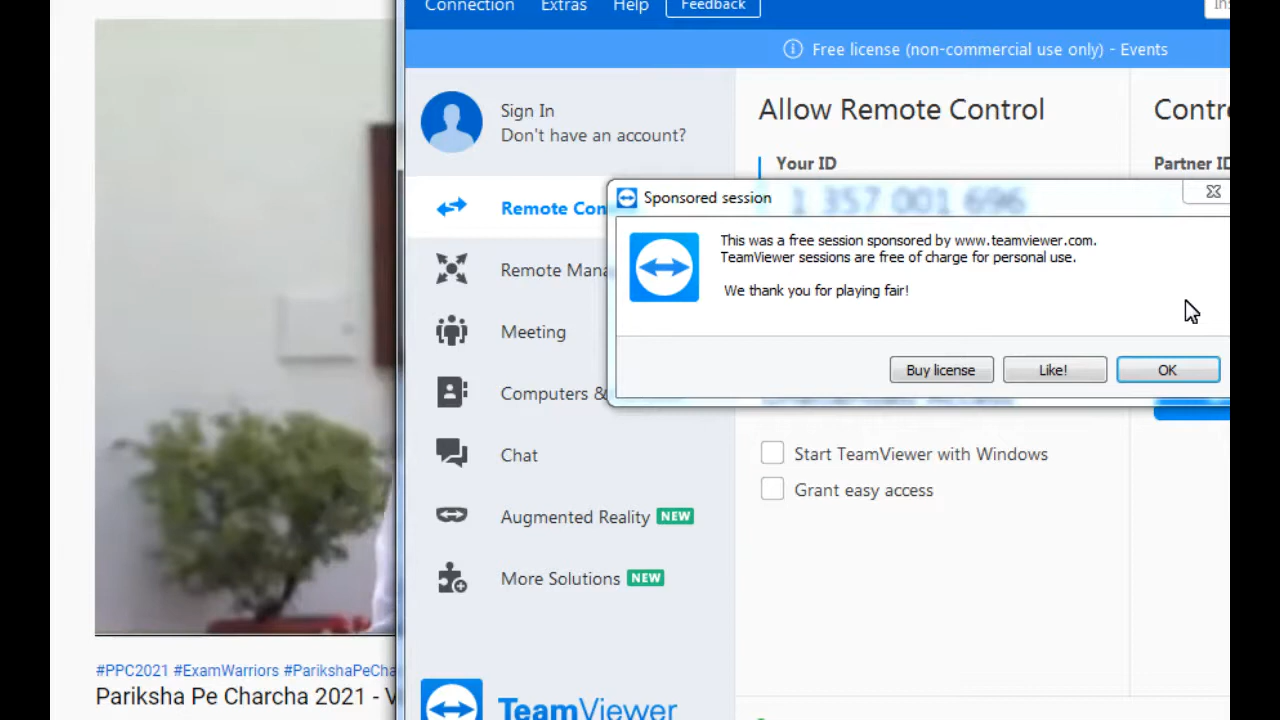 Connection Extras Help Feedback
Free license (non-commercial use only) - Events
Sign In
Don't have an account?
Allow Remote Control
Your ID
Partner ID
1 357 001 696
Remote Con
Sponsored session
This was a free session sponsored by www.teamviewer.com.
TeamViewer sessions are free of charge for personal use.
We thank you for playing fair!
Buy license Like! OK
Remote Mana
Meeting
Computers &
Chat
Augmented Reality NEW
More Solutions NEW
Start TeamViewer with Windows
Grant easy access
TeamViewer
#PPC2021 #ExamWarriors #ParikshaPeCha
Pariksha Pe Charcha 2021 - V